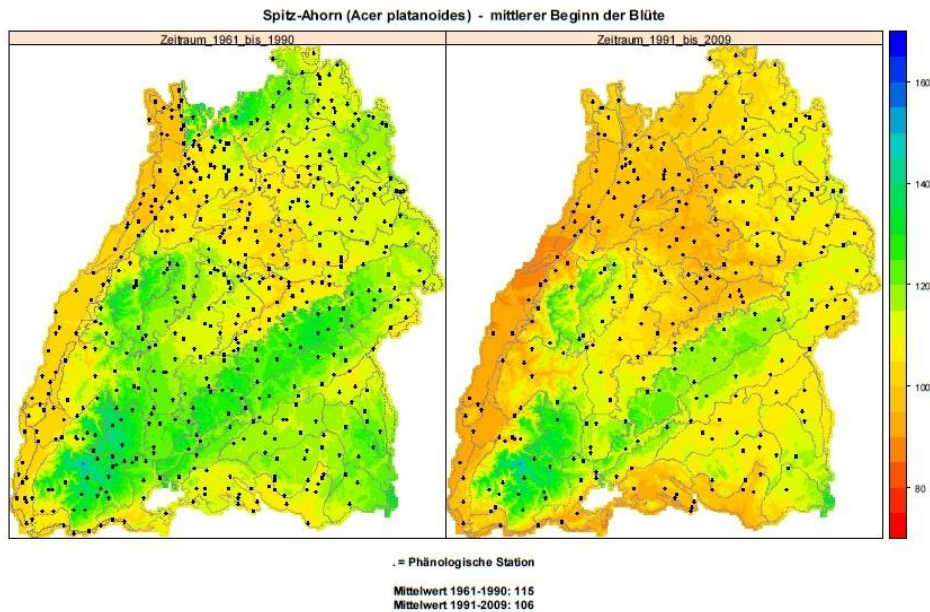 Spitz-Ahorn (Acer platanoides) - mittlerer Beginn der Blüte
Zeitraum_1961_bis_1990
Zeitraum_1991_bis_2009
160
140
120
100
80
. = Phänologische Station
Mittelwert 1961-1990: 115
Mittelwert 1991-2009: 106